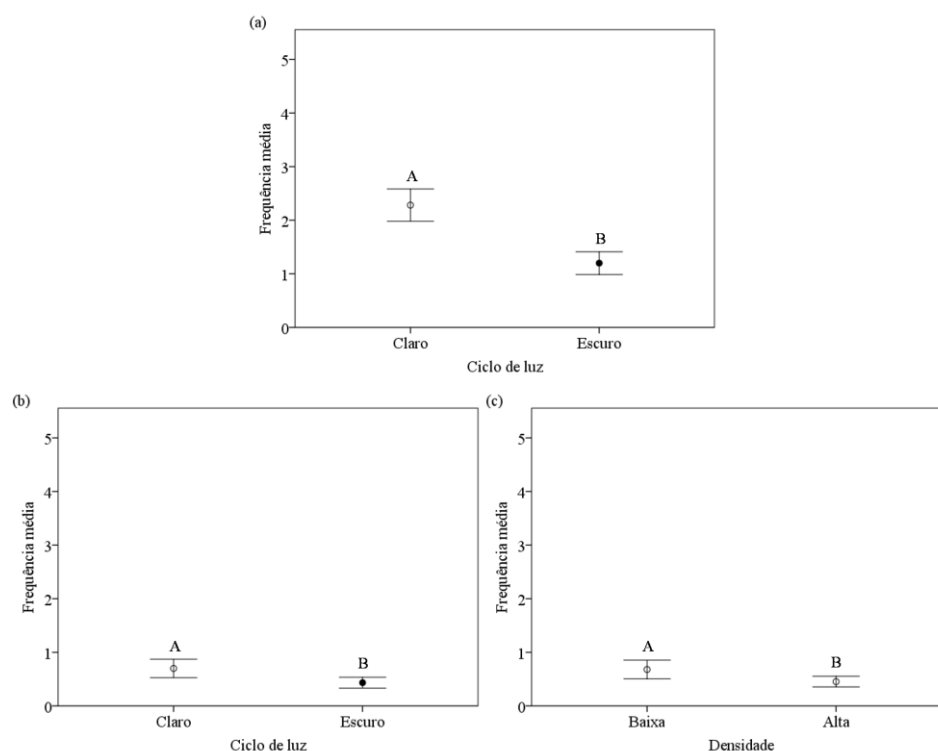 (a)
5
4
3
2
1
0
Frequência média
A
B
Claro
Escuro
Ciclo de luz
(b)
5
4
3
2
1
0
Frequência média
A
B
Claro
Escuro
Ciclo de luz
(c)
5
4
3
2
1
0
Frequência média
A
B
Baixa
Alta
Densidade